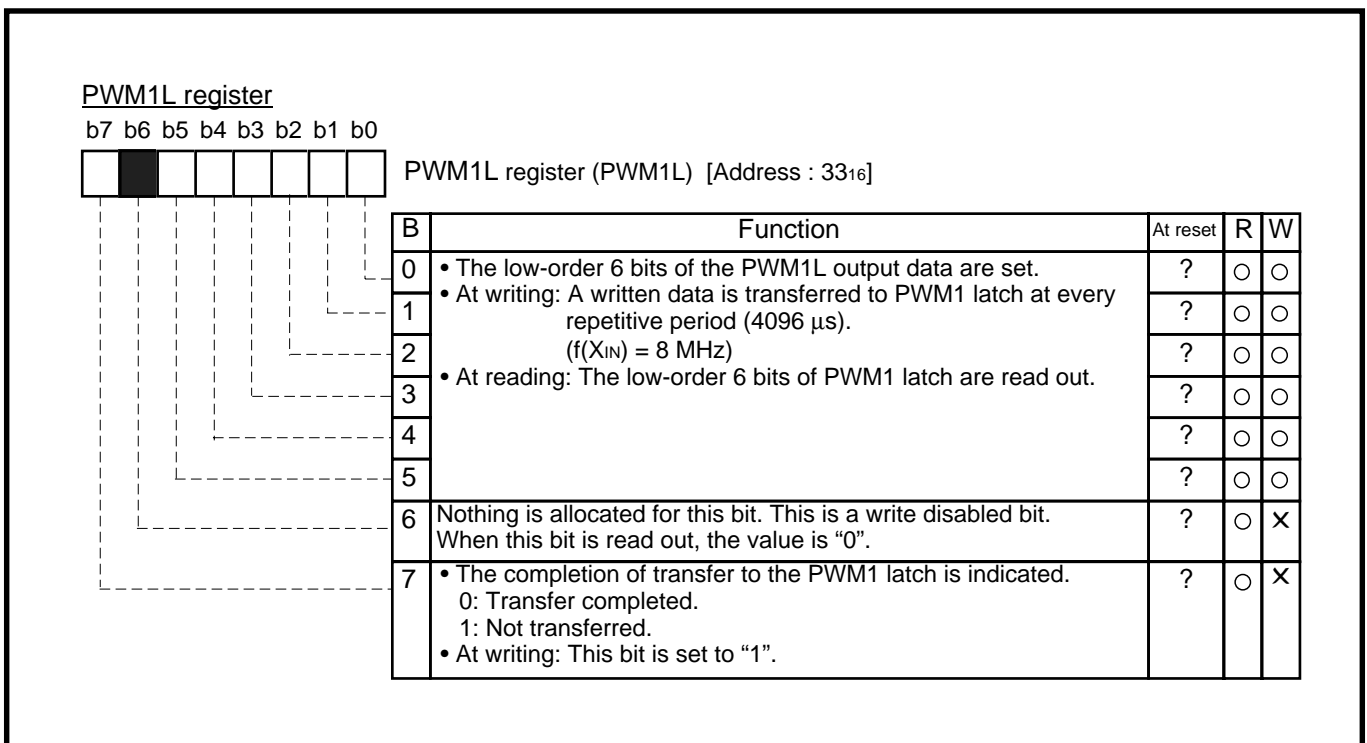 PWM1L register
b7 b6 b5 b4 b3 b2 b1 b0
PWM1L register (PWM1L) [Address : 33₁₆]
B Function At reset R W
0 • The low-order 6 bits of the PWM1L output data are set. ? ○ ○
1 • At writing: A written data is transferred to PWM1 latch at every ? ○ ○
repetitive period (4096 μs).
2 (f(XIN) = 8 MHz) ? ○ ○
3 • At reading: The low-order 6 bits of PWM1 latch are read out. ? ○ ○
4 ? ○ ○
5 ? ○ ○
6 Nothing is allocated for this bit. This is a write disabled bit. ? ○ ×
When this bit is read out, the value is “0”.
7 • The completion of transfer to the PWM1 latch is indicated. ? ○ ×
0: Transfer completed.
1: Not transferred.
• At writing: This bit is set to “1”.